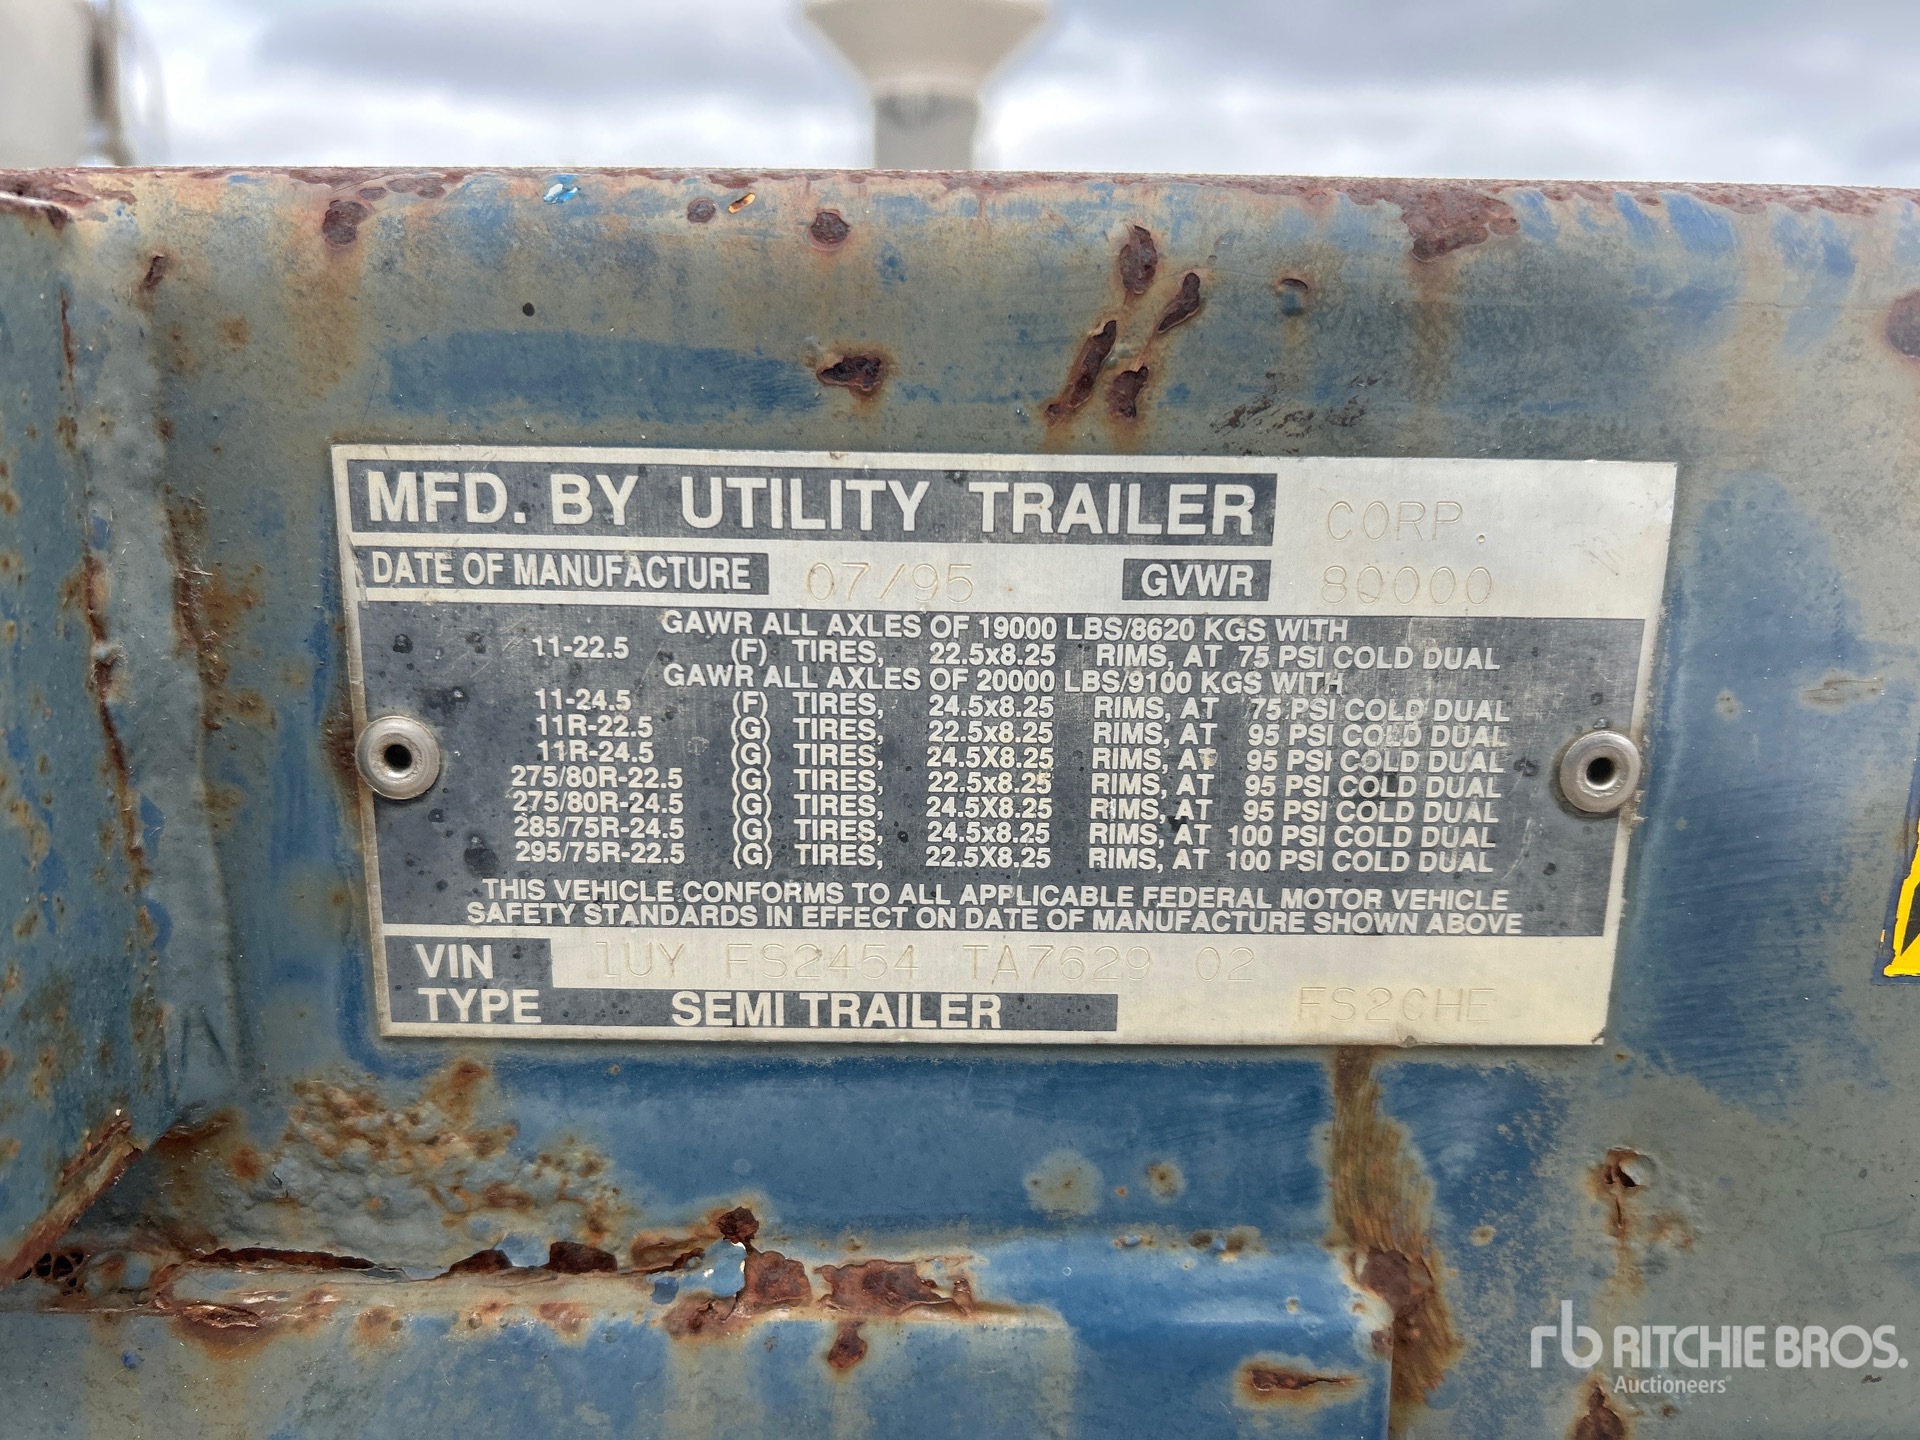 MFD. BY UTILITY TRAILER CORP.
DATE OF MANUFACTURE 07/95 GVWR 80000
GAWR ALL AXLES OF 19000 LBS/8620 KGS WITH
11-22.5 (F) TIRES, 22.5x8.25 RIMS, AT 75 PSI COLD DUAL
GAWR ALL AXLES OF 20000 LBS/9100 KGS WITH
11-24.5 (F) TIRES, 24.5x8.25 RIMS, AT 75 PSI COLD DUAL
11R-22.5 (G) TIRES, 22.5x8.25 RIMS, AT 95 PSI COLD DUAL
11R-24.5 (G) TIRES, 24.5X8.25 RIMS, AT 95 PSI COLD DUAL
275/80R-22.5 (G) TIRES, 22.5x8.25 RIMS, AT 95 PSI COLD DUAL
275/80R-24.5 (G) TIRES, 24.5X8.25 RIMS, AT 95 PSI COLD DUAL
285/75R-24.5 (G) TIRES, 24.5x8.25 RIMS, AT 100 PSI COLD DUAL
295/75R-22.5 (G) TIRES, 22.5X8.25 RIMS, AT 100 PSI COLD DUAL
THIS VEHICLE CONFORMS TO ALL APPLICABLE FEDERAL MOTOR VEHICLE
SAFETY STANDARDS IN EFFECT ON DATE OF MANUFACTURE SHOWN ABOVE
VIN 1UY FS2454 TA7629 02
TYPE SEMI TRAILER FS2CHE
rb RITCHIE BROS.
Auctioneers